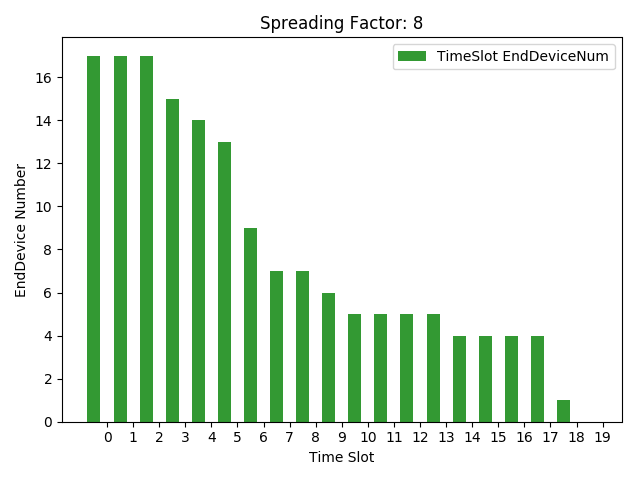 Spreading Factor: 8
TimeSlot EndDeviceNum
EndDevice Number
16
14
12
10
8
6
4
2
0
0 1 2 3 4 5 6 7 8 9 10 11 12 13 14 15 16 17 18 19
Time Slot